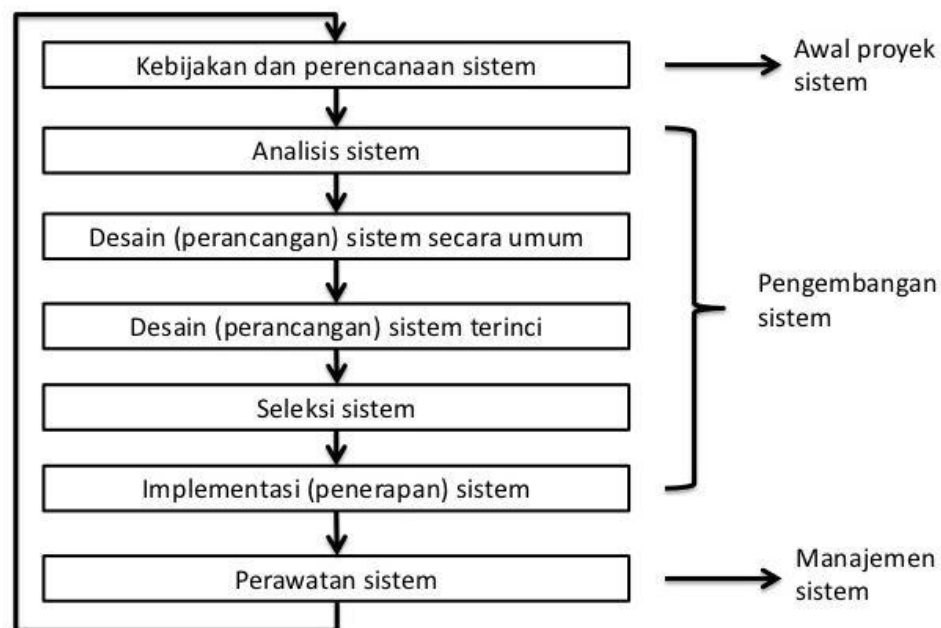 Kebijakan dan perencanaan sistem
Awal proyek
sistem
Analisis sistem
Desain (perancangan) sistem secara umum
Desain (perancangan) sistem terinci
Seleksi sistem
Implementasi (penerapan) sistem
Pengembangan
sistem
Perawatan sistem
Manajemen
sistem